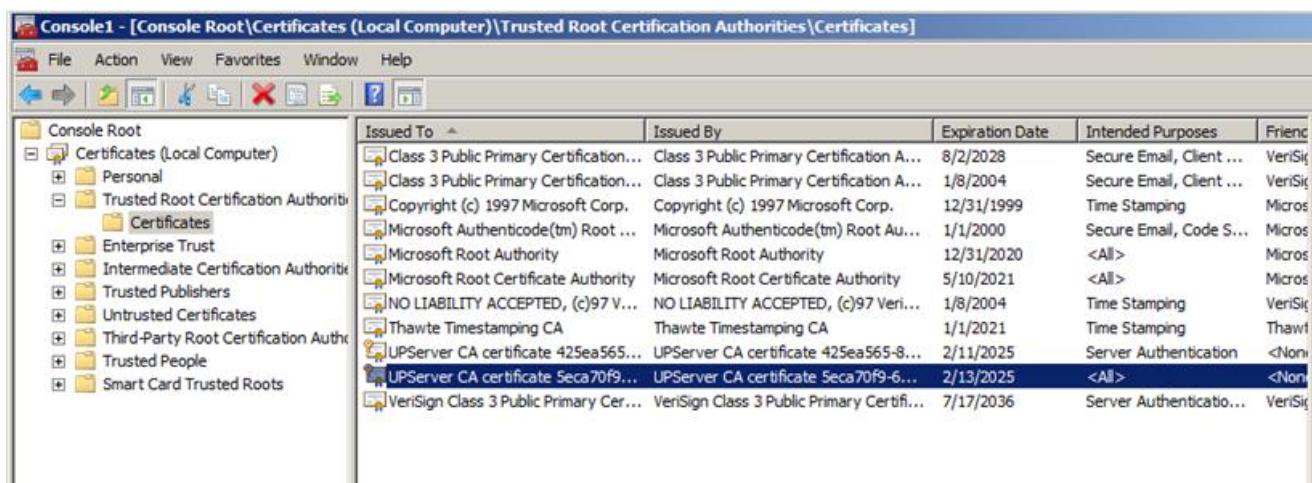 Console1 - [Console Root\Certificates (Local Computer)\Trusted Root Certification Authorities\Certificates]
File Action View Favorites Window Help
Console Root
Certificates (Local Computer)
Personal
Trusted Root Certification Authoriti
Certificates
Enterprise Trust
Intermediate Certification Authoritie
Trusted Publishers
Untrusted Certificates
Third-Party Root Certification Autho
Trusted People
Smart Card Trusted Roots
Issued To Issued By Expiration Date Intended Purposes Friend
Class 3 Public Primary Certification... Class 3 Public Primary Certification A... 8/2/2028 Secure Email, Client ... VeriSig
Class 3 Public Primary Certification... Class 3 Public Primary Certification A... 1/8/2004 Secure Email, Client ... VeriSig
Copyright (c) 1997 Microsoft Corp. Copyright (c) 1997 Microsoft Corp. 12/31/1999 Time Stamping Micros
Microsoft Authenticode(tm) Root ... Microsoft Authenticode(tm) Root Au... 1/1/2000 Secure Email, Code S... Micros
Microsoft Root Authority Microsoft Root Authority 12/31/2020 <All> Micros
Microsoft Root Certificate Authority Microsoft Root Certificate Authority 5/10/2021 <All> Micros
NO LIABILITY ACCEPTED, (c)97 V... NO LIABILITY ACCEPTED, (c)97 Veri... 1/8/2004 Time Stamping VeriSig
Thawte Timestamping CA Thawte Timestamping CA 1/1/2021 Time Stamping Thawt
UPServer CA certificate 425ea565... UPServer CA certificate 425ea565-8... 2/11/2025 Server Authentication <None
UPServer CA certificate 5eca70f9... UPServer CA certificate 5eca70f9-6... 2/13/2025 <All> <None
VeriSign Class 3 Public Primary Cer... VeriSign Class 3 Public Primary Certifi... 7/17/2036 Server Authenticatio... VeriSig